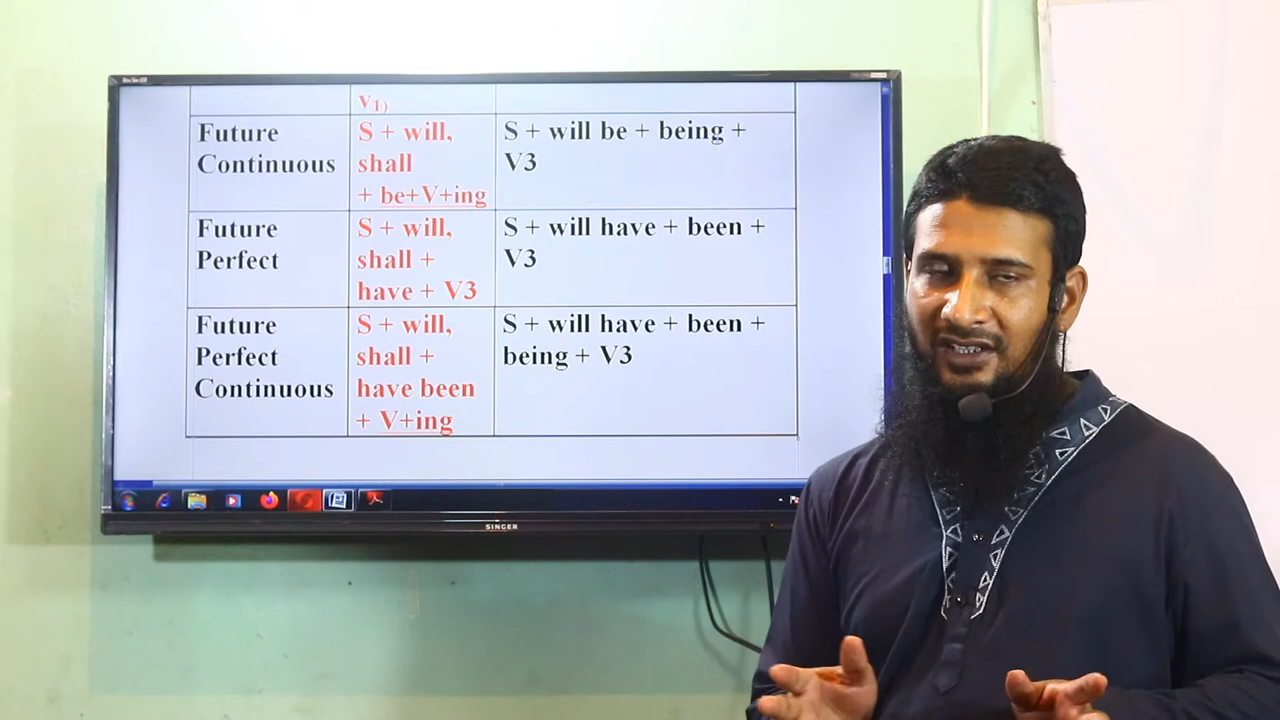 v1)
Future
Continuous
S + will,
shall
+ be+V+ing
S + will be + being +
V3
Future
Perfect
S + will,
shall +
have + V3
S + will have + been +
V3
Future
Perfect
Continuous
S + will,
shall +
have been
+ V+ing
S + will have + been +
being + V3
SINGER